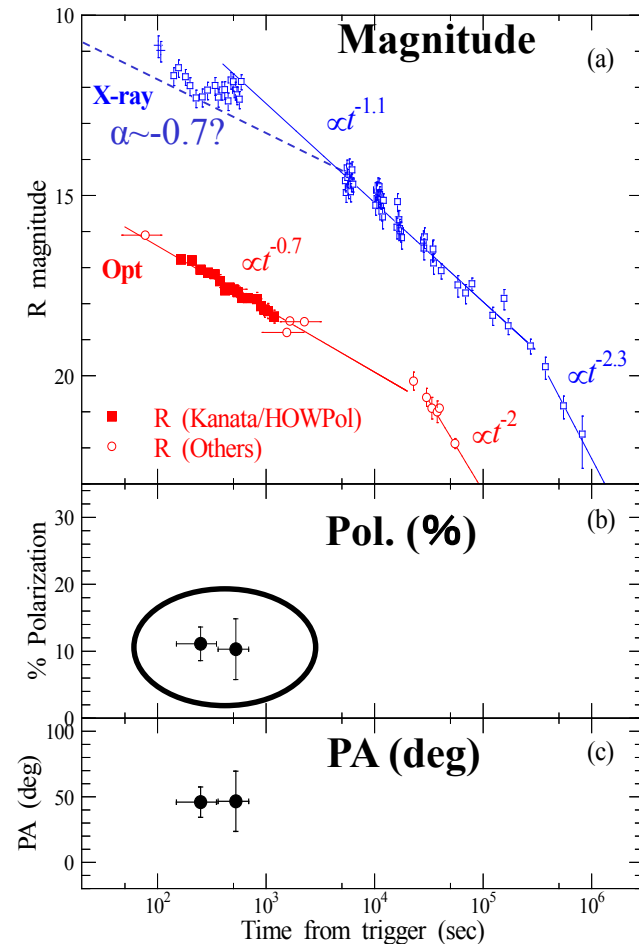 Magnitude
(a)
X-ray
α~-0.7?
∝t^-1.1
Opt
∝t^-0.7
∝t^-2.3
∝t^-2
R (Kanata/HOWPol)
R (Others)
R magnitude
10
15
20
Pol. (%)
(b)
% Polarization
30
20
10
0
PA (deg)
(c)
PA (deg)
100
50
0
10^2
10^3
10^4
10^5
10^6
Time from trigger (sec)